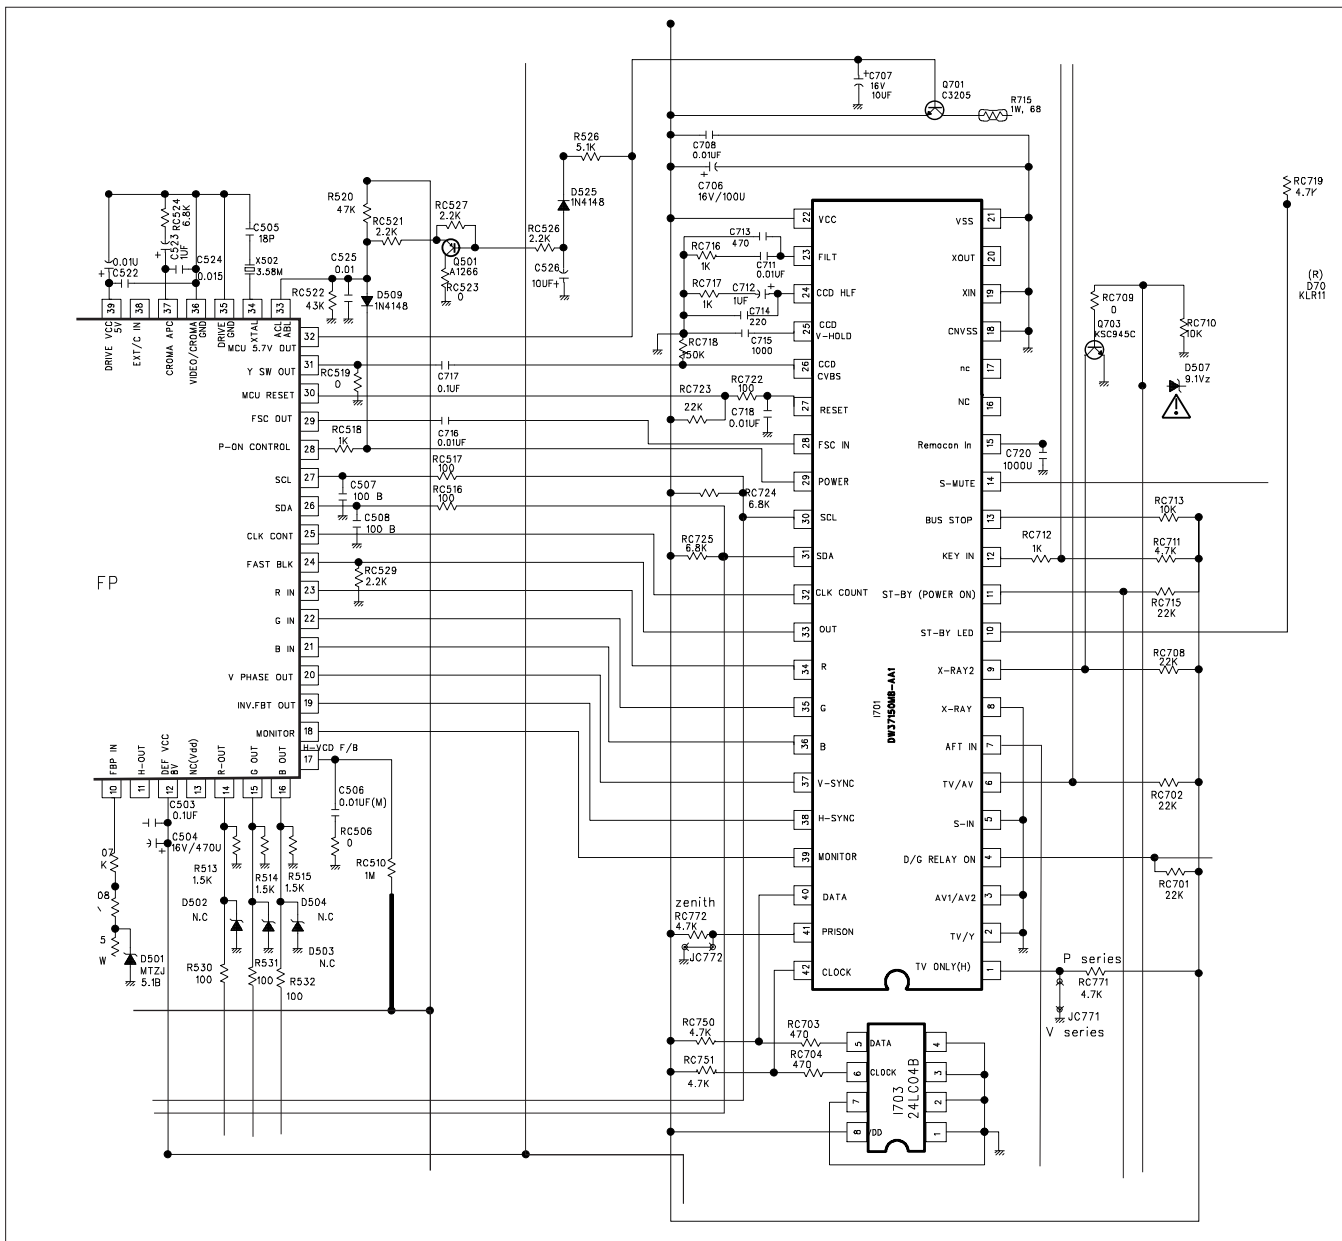 C707
16V
10UF
Q701
C3205
R715
1W, 68
C708
0.01UF
C706
16V/100U
R526
5.1K
D525
1N4148
RC719
4.7K
(R)
D70
KLR11
RC524
6.8K
C523
1UF
C524
0.015
0.01U
C522
C505
18P
X502
3.58M
R520
47K
RC521
2.2K
RC527
2.2K
Q501
A1266
RC523
0
RC526
2.2K
C526
10UF
C525
0.01
RC522
43K
D509
1N4148
39
38
37
36
35
34
33
DRIVE VCC
5V
EXT/C IN
CROMA APC
VIDEO/CROMA
GND
DRIVE
GND
XTAL
ACL
ABL
MCU 5.7V OUT
32
Y SW OUT
31
MCU RESET
30
FSC OUT
29
P-ON CONTROL
28
SCL
27
SDA
26
CLK CONT
25
FAST BLK
24
R IN
23
G IN
22
B IN
21
V PHASE OUT
20
INV.FBT OUT
19
MONITOR
18
H-VCD F/B
17
FP
RC519
0
C717
0.1UF
RC518
1K
C716
0.01UF
RC517
100
RC516
100
C507
100 B
C508
100 B
RC529
2.2K
FBP IN
H-OUT
DEF VCC
8V
NC(Vdd)
R-OUT
G OUT
B OUT
10
11
12
13
14
15
16
C503
0.1UF
C504
16V/470U
R513
1.5K
R514
1.5K
R515
1.5K
C506
0.01UF(M)
RC506
0
RC510
1M
07
K
08
5
W
D501
MTZJ
5.1B
D502
N.C
D504
N.C
D503
N.C
R530
100
R531
100
R532
100
C713
470
RC716
1K
C711
0.01UF
RC717
1K
C712
1UF
C714
220
C715
1000
RC718
150K
RC723
22K
RC722
100
C718
0.01UF
RC724
6.8K
RC725
6.8K
22
VCC
23
FILT
24
CCD HLF
25
CCD
V-HOLD
26
CCD
CVBS
27
RESET
28
FSC IN
29
POWER
30
SCL
31
SDA
32
CLK COUNT
33
OUT
34
R
35
G
36
B
37
V-SYNC
38
H-SYNC
39
MONITOR
40
DATA
41
PRISON
42
CLOCK
I701
DW37150MB-AA1
VSS
21
XOUT
20
XIN
19
CNVSS
18
nc
17
NC
16
Remocon In
15
S-MUTE
14
BUS STOP
13
KEY IN
12
ST-BY (POWER ON)
11
ST-BY LED
10
X-RAY2
9
X-RAY
8
AFT IN
7
TV/AV
6
S-IN
5
D/G RELAY ON
4
AV1/AV2
3
TV/Y
2
TV ONLY(H)
1
C720
1000U
RC709
0
Q703
KSC945C
RC710
10K
D507
9.1Vz
RC713
10K
RC712
1K
RC711
4.7K
RC715
22K
RC708
22K
RC702
22K
RC701
22K
zenith
RC772
4.7K
JC772
P series
RC771
4.7K
JC771
V series
RC750
4.7K
RC703
470
RC751
4.7K
RC704
470
5
DATA
6
CLOCK
7
8
VDD
I703
24LC04B
4
3
2
1